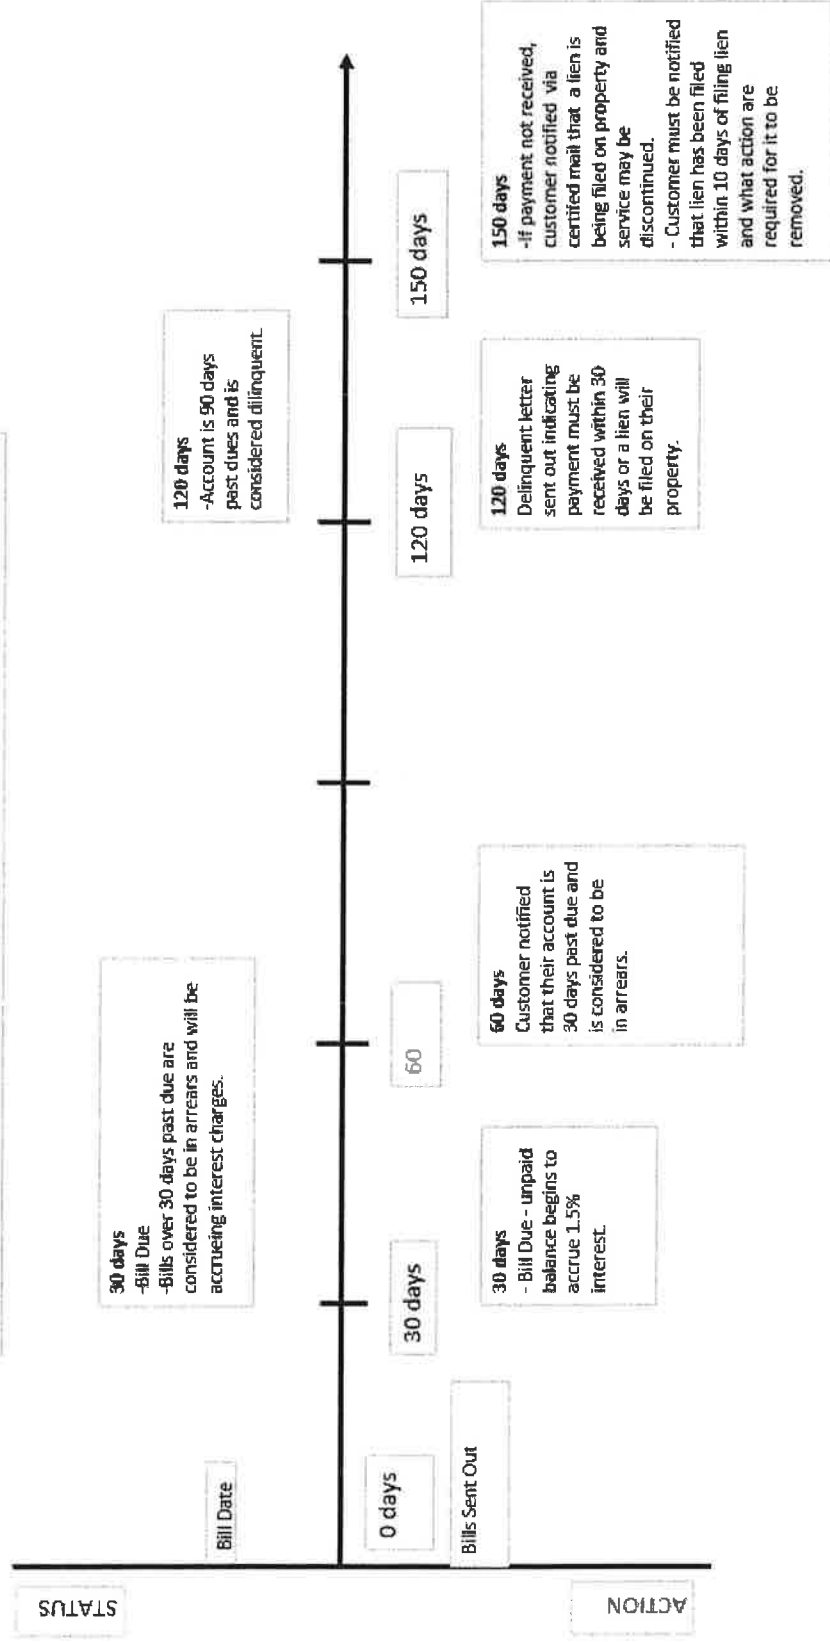 STATUS
Bill Date
30 days
-Bill Due
-Bills over 30 days past due are
considered to be in arrears and will be
accrueing interest charges.
120 days
-Account is 90 days
past dues and is
considered dilinquent.
0 days
30 days
60
120 days
150 days
ACTION
Bills Sent Out
30 days
- Bill Due - unpaid
balance begins to
accrue 1.5%
interest.
60 days
Customer notified
that their account is
30 days past due and
is considered to be
in arrears.
120 days
Delinquent letter
sent out indicating
payment must be
received within 30
days or a lien will
be filed on their
property.
150 days
-If payment not received,
customer notified via
certifed mail that a lien is
being filed on property and
service may be
discontinued.
- Customer must be notified
that lien has been filed
within 10 days of filing lien
and what action are
required for it to be
removed.